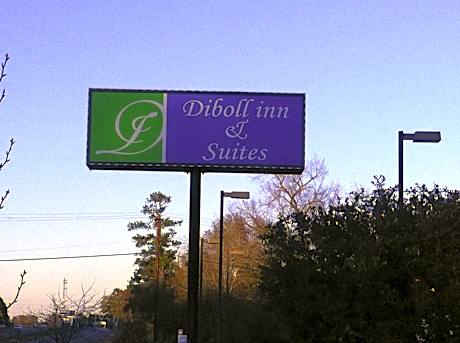 Diboll inn
&
Suites